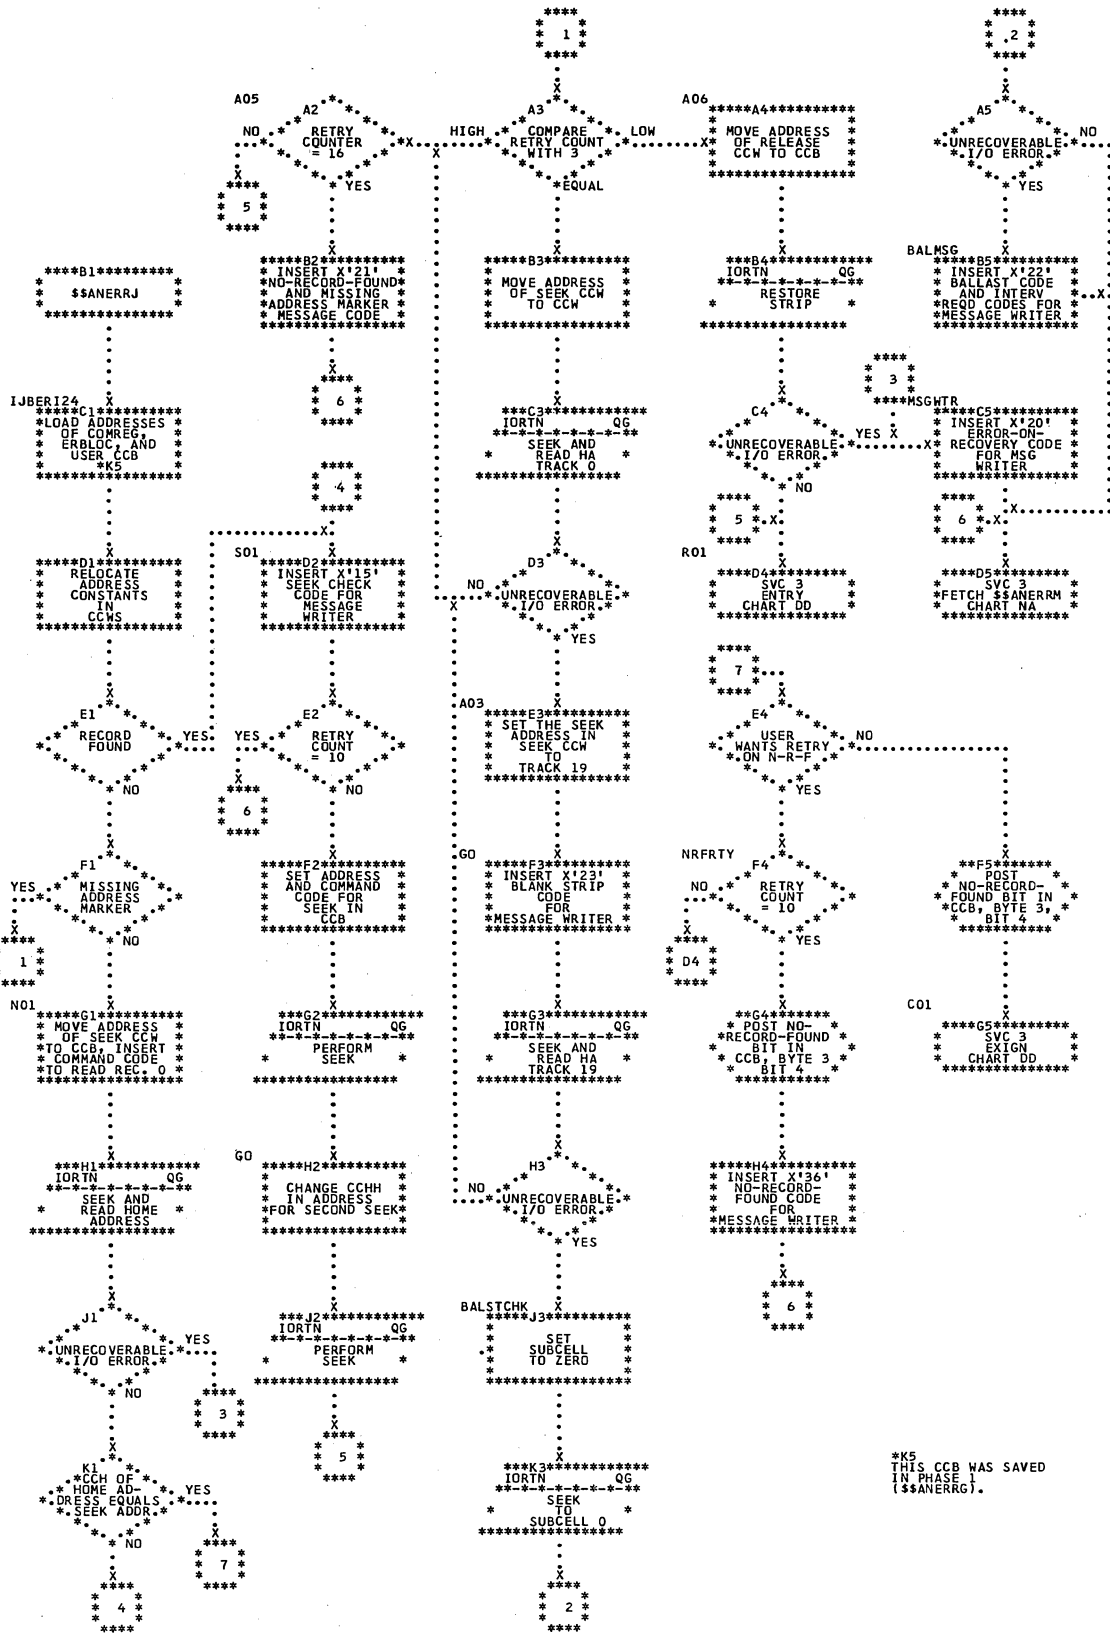 1
.2
A05
A2
RETRY
COUNTER
= 16
NO
YES
5
HIGH
A3
COMPARE
RETRY COUNT
WITH 3
LOW
EQUAL
A06
A4
MOVE ADDRESS
OF RELEASE
CCW TO CCB
A5
UNRECOVERABLE
I/O ERROR.
NO
YES
B1
$$ANERRJ
B2
INSERT X'21'
NO-RECORD-FOUND
AND MISSING
ADDRESS MARKER
MESSAGE CODE
6
B3
MOVE ADDRESS
OF SEEK CCW
TO CCW
B4
IORTN QG
RESTORE
STRIP
BALMSG
B5
INSERT X'22'
BALLAST CODE
AND INTERV
REQD CODES FOR
MESSAGE WRITER
3
IJBERI24
C1
LOAD ADDRESSES
OF COMREG,
ERBLOC, AND
USER CCB
*K5
4
C3
IORTN QG
SEEK AND
READ HA
TRACK 0
C4
UNRECOVERABLE
I/O ERROR.
YES
NO
MSGWTR
C5
INSERT X'20'
ERROR-ON-
RECOVERY CODE
FOR MSG
WRITER
5
6
D1
RELOCATE
ADDRESS
CONSTANTS
IN
CCWS
S01
D2
INSERT X'15'
SEEK CHECK
CODE FOR
MESSAGE
WRITER
D3
NO
UNRECOVERABLE
I/O ERROR.
YES
R01
D4
SVC 3
ENTRY
CHART DD
D5
SVC 3
FETCH $$ANERRM
CHART NA
7
E1
RECORD
FOUND
YES
NO
E2
YES
RETRY
COUNT
= 10
NO
6
A03
E3
SET THE SEEK
ADDRESS IN
SEEK CCW
TO
TRACK 19
E4
USER
WANTS RETRY
ON N-R-F
NO
YES
F1
YES
MISSING
ADDRESS
MARKER
NO
1
F2
SET ADDRESS
AND COMMAND
CODE FOR
SEEK IN
CCB
GO
F3
INSERT X'23'
BLANK STRIP
CODE
FOR
MESSAGE WRITER
NRFRTY
F4
NO
RETRY
COUNT
= 10
YES
D4
F5
POST
NO-RECORD-
FOUND BIT IN
CCB, BYTE 3,
BIT 4
N01
G1
MOVE ADDRESS
OF SEEK CCW
TO CCB, INSERT
COMMAND CODE
TO READ REC. 0
G2
IORTN QG
PERFORM
SEEK
G3
IORTN QG
SEEK AND
READ HA
TRACK 19
G4
POST NO-
RECORD-FOUND
BIT IN
CCB, BYTE 3
BIT 4
C01
G5
SVC 3
EXIGN
CHART DD
H1
IORTN QG
SEEK AND
READ HOME
ADDRESS
GO
H2
CHANGE CCHH
IN ADDRESS
FOR SECOND SEEK
H3
NO
UNRECOVERABLE
I/O ERROR.
YES
H4
INSERT X'36'
NO-RECORD-
FOUND CODE
FOR
MESSAGE WRITER
6
J1
UNRECOVERABLE
I/O ERROR.
YES
NO
3
J2
IORTN QG
PERFORM
SEEK
5
BALSTCHK
J3
SET
SUBCELL
TO ZERO
K1
CCH OF
HOME AD-
DRESS EQUALS
SEEK ADDR.
YES
NO
7
4
K3
IORTN QG
SEEK
TO
SUBCELL 0
2
*K5
THIS CCB WAS SAVED
IN PHASE 1
($$ANERRG).